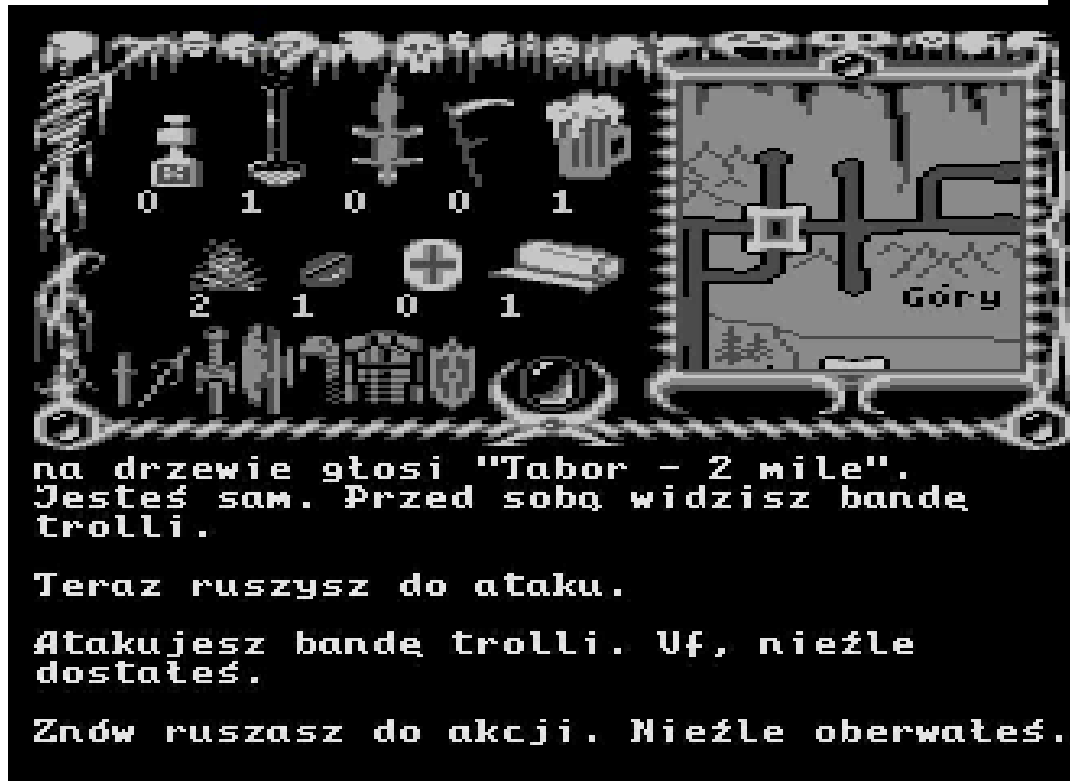 0 1 0 0 1
2 1 0 1
Góry
na drzewie głosi "Tabor - 2 mile".
Jesteś sam. Przed sobą widzisz bandę
trolli.
Teraz ruszysz do ataku.
Atakujesz bandę trolli. Uf, nieźle
dostałeś.
Znów ruszasz do akcji. Nieźle oberwałeś.